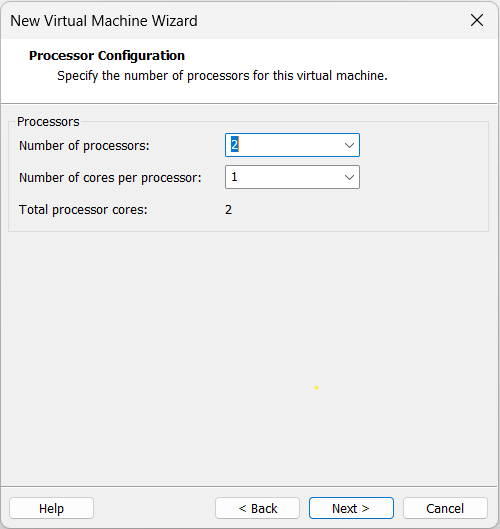 New Virtual Machine Wizard
Processor Configuration
Specify the number of processors for this virtual machine.
Processors
Number of processors: 2
Number of cores per processor: 1
Total processor cores: 2
Help < Back Next > Cancel